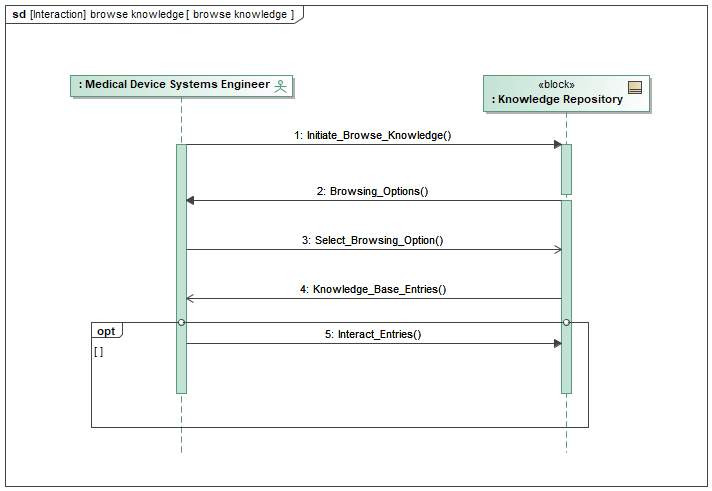 sd [Interaction] browse knowledge [ browse knowledge ]
: Medical Device Systems Engineer
«block»
: Knowledge Repository
1: Initiate_Browse_Knowledge()
2: Browsing_Options()
3: Select_Browsing_Option()
4: Knowledge_Base_Entries()
opt
5: Interact_Entries()
[ ]